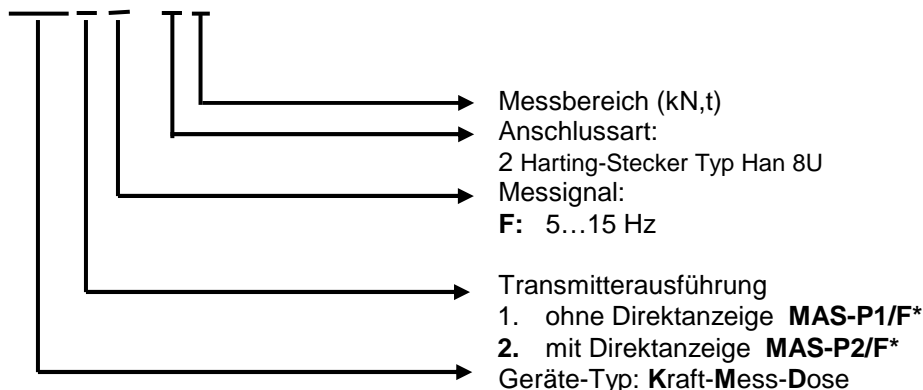 Messbereich (kN,t)
Anschlussart:
2 Harting-Stecker Typ Han 8U
Messignal:
F: 5…15 Hz
Transmitterausführung
1. ohne Direktanzeige MAS-P1/F*
2. mit Direktanzeige MAS-P2/F*
Geräte-Typ: Kraft-Mess-Dose